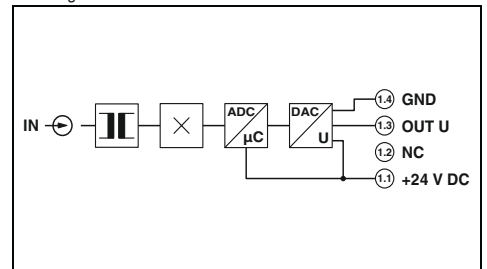 IN
ADC
µC
DAC
U
1.4 GND
1.3 OUT U
1.2 NC
1.1 +24 V DC